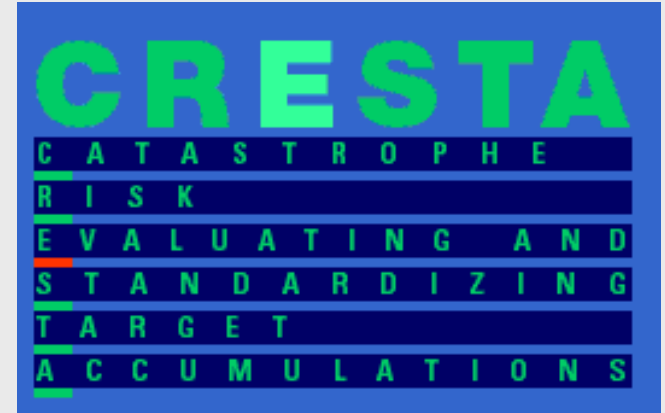 CRESTA
CATASTROPHE
RISK
EVALUATING AND
STANDARDIZING
TARGET
ACCUMULATIONS